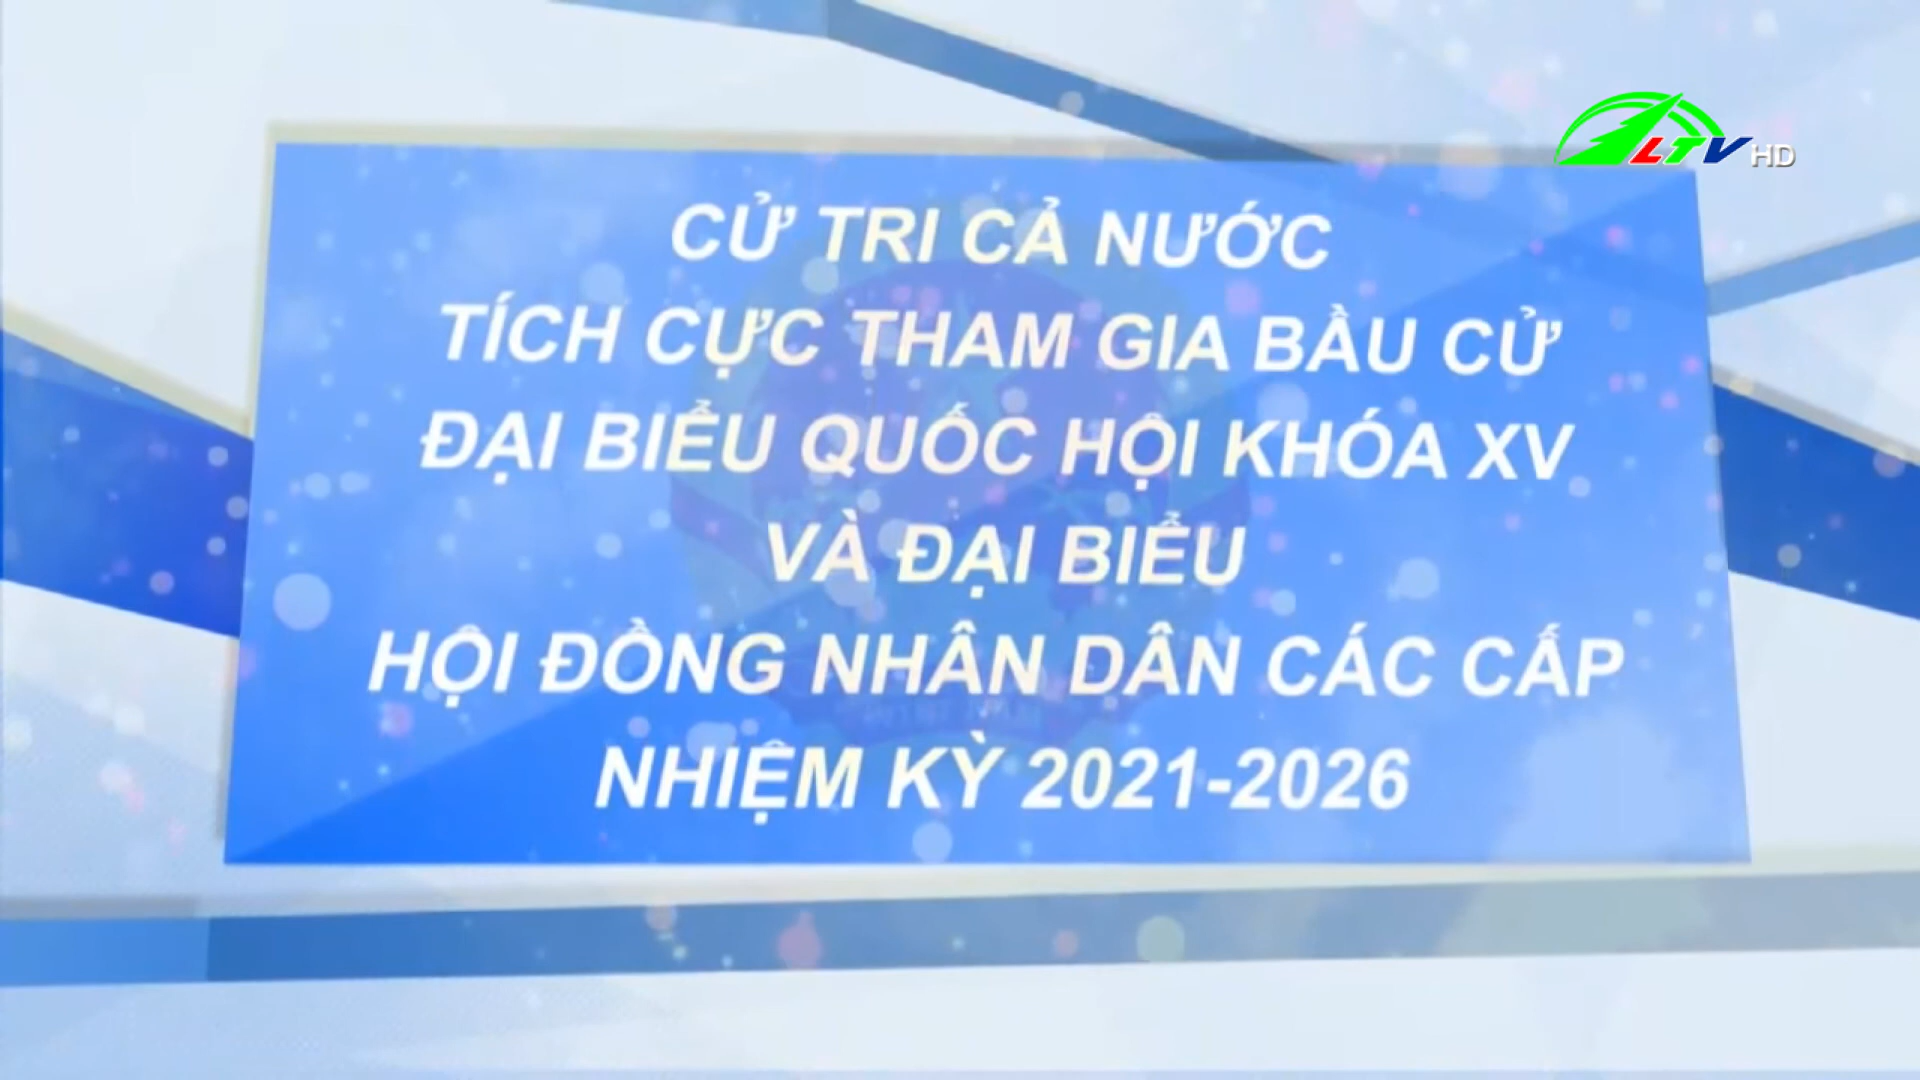 LTV HD
CỬ TRI CẢ NƯỚC
TÍCH CỰC THAM GIA BẦU CỬ
ĐẠI BIỂU QUỐC HỘI KHÓA XV
VÀ ĐẠI BIỂU
HỘI ĐỒNG NHÂN DÂN CÁC CẤP
NHIỆM KỲ 2021-2026